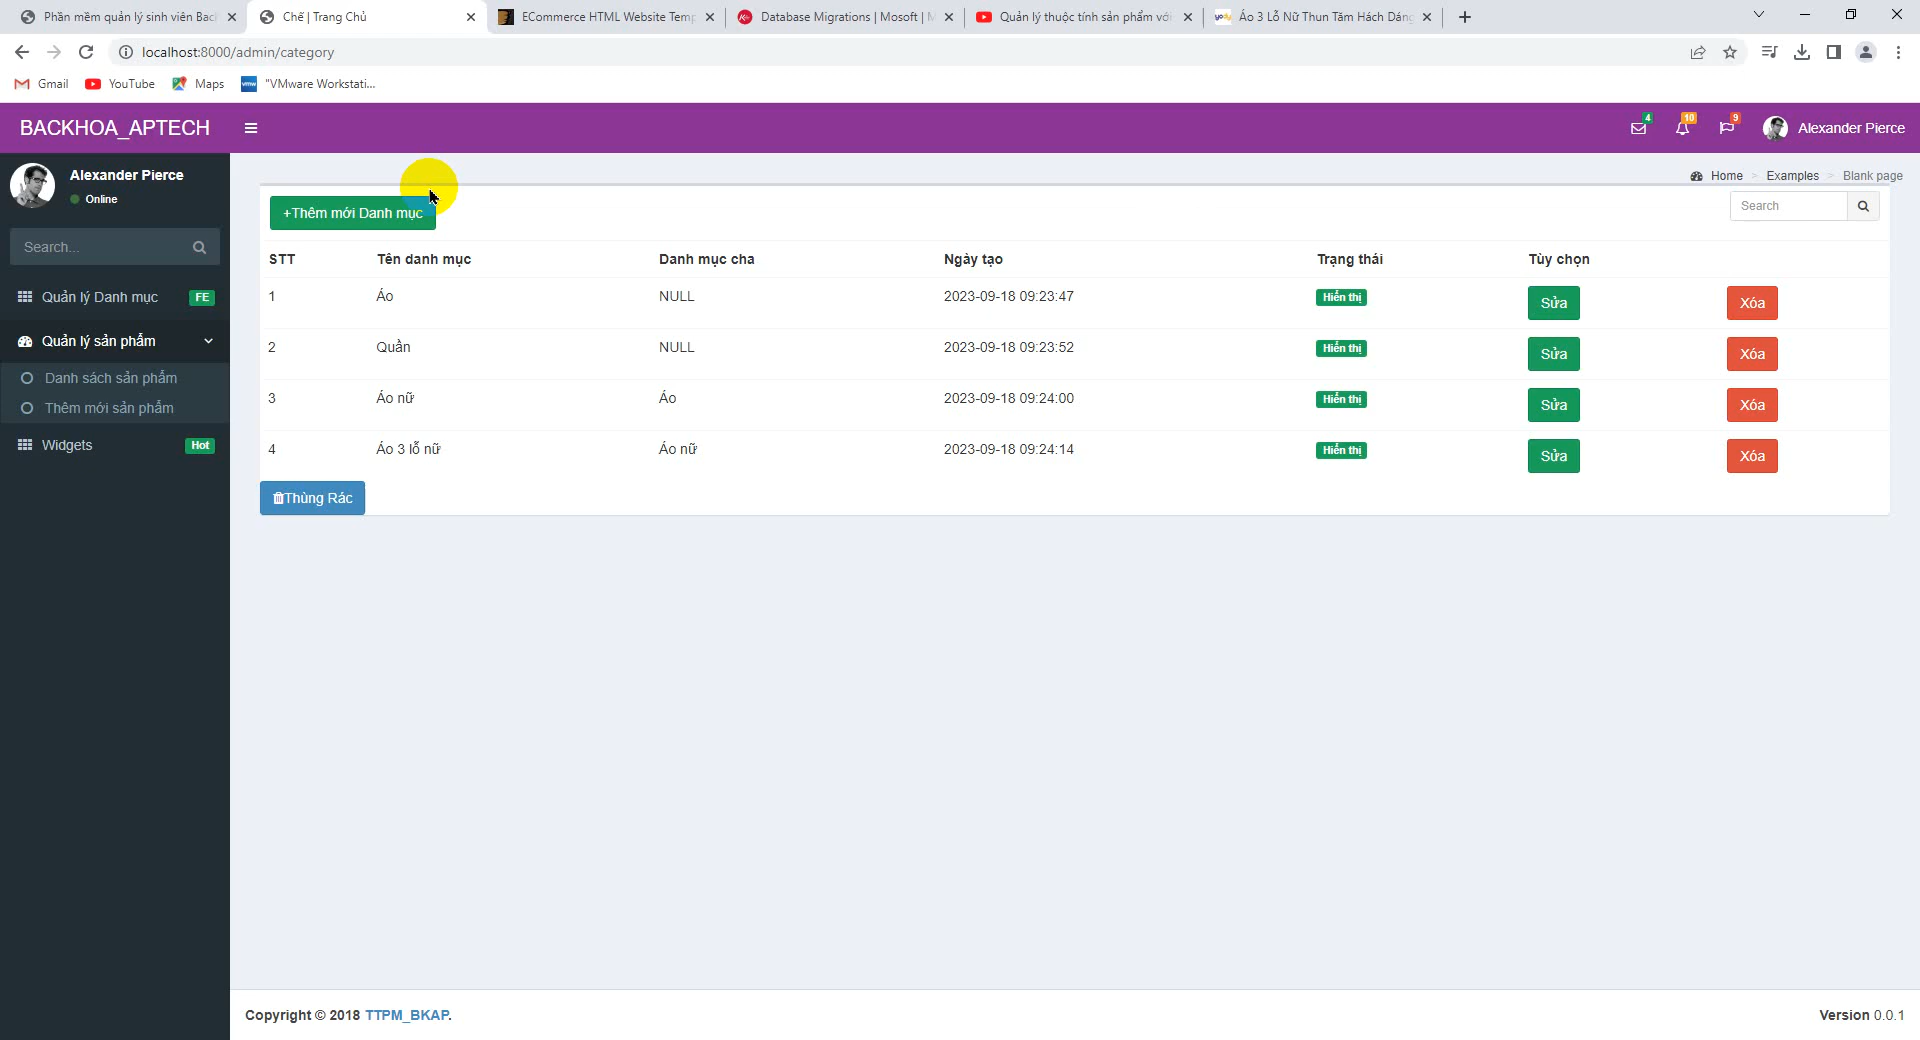 Phần mềm quản lý sinh viên Bac
Chế | Trang Chủ
ECommerce HTML Website Temp
Database Migrations | Mosoft | M
Quản lý thuộc tính sản phẩm với
Áo 3 Lỗ Nữ Thun Tăm Hách Dáng
localhost:8000/admin/category
Gmail
YouTube
Maps
"VMware Workstati...
BACKHOA_APTECH
4
10
9
Alexander Pierce
Alexander Pierce
Online
Search...
Quản lý Danh mục FE
Quản lý sản phẩm
Danh sách sản phẩm
Thêm mới sản phẩm
Widgets Hot
Home > Examples > Blank page
+Thêm mới Danh mục
Search
STT Tên danh mục Danh mục cha Ngày tạo Trạng thái Tùy chọn
1 Áo NULL 2023-09-18 09:23:47 Hiển thị Sửa Xóa
2 Quần NULL 2023-09-18 09:23:52 Hiển thị Sửa Xóa
3 Áo nữ Áo 2023-09-18 09:24:00 Hiển thị Sửa Xóa
4 Áo 3 lỗ nữ Áo nữ 2023-09-18 09:24:14 Hiển thị Sửa Xóa
Thùng Rác
Copyright © 2018 TTPM_BKAP.
Version 0.0.1